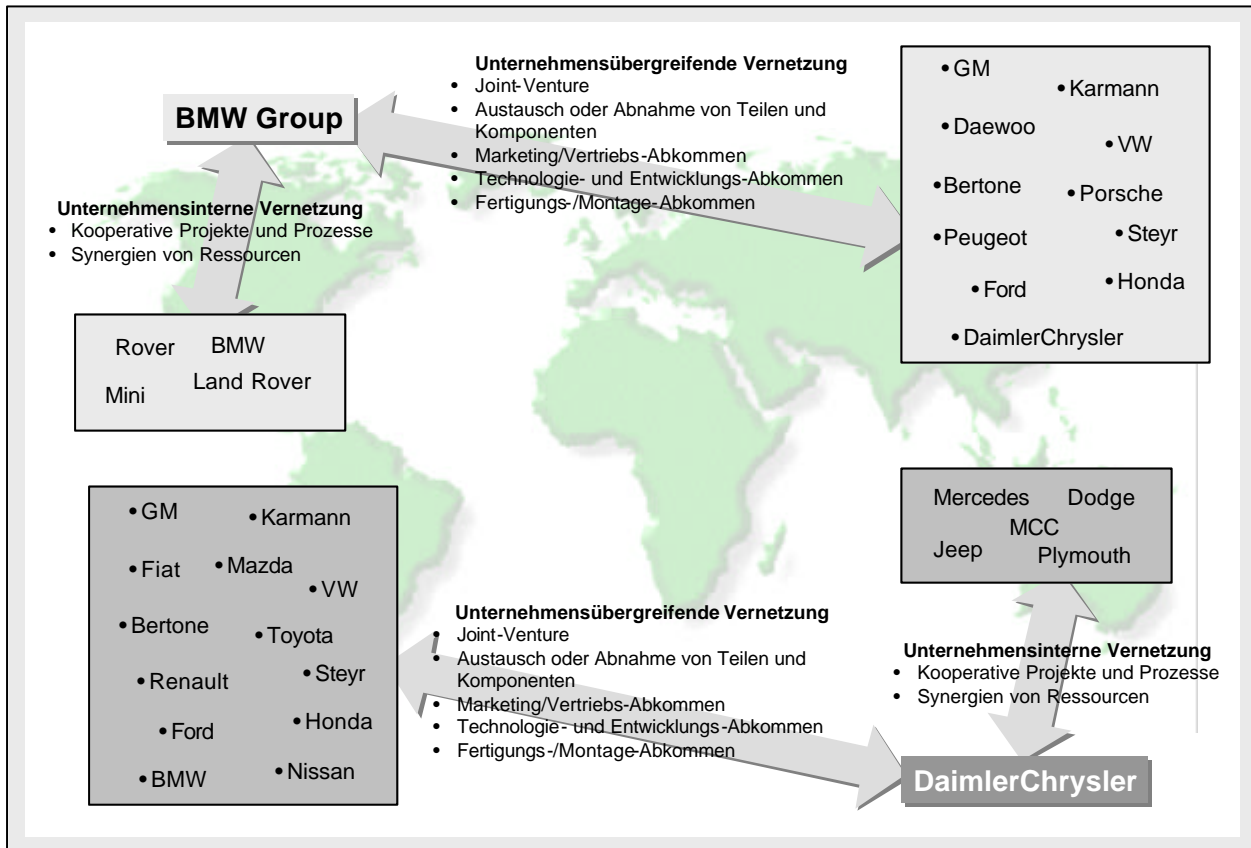 BMW Group
Unternehmensübergreifende Vernetzung
• Joint-Venture
• Austausch oder Abnahme von Teilen und
Komponenten
• Marketing/Vertriebs-Abkommen
• Technologie- und Entwicklungs-Abkommen
• Fertigungs-/Montage-Abkommen
• GM
• Karmann
• Daewoo
• VW
• Bertone
• Porsche
• Peugeot
• Steyr
• Ford
• Honda
• DaimlerChrysler
Unternehmensinterne Vernetzung
• Kooperative Projekte und Prozesse
• Synergien von Ressourcen
Rover BMW
Mini Land Rover
• GM
• Karmann
• Fiat
• Mazda
• VW
• Bertone
• Toyota
• Renault
• Steyr
• Ford
• Honda
• BMW
• Nissan
Unternehmensübergreifende Vernetzung
• Joint-Venture
• Austausch oder Abnahme von Teilen und
Komponenten
• Marketing/Vertriebs-Abkommen
• Technologie- und Entwicklungs-Abkommen
• Fertigungs-/Montage-Abkommen
Mercedes Dodge
MCC
Jeep Plymouth
Unternehmensinterne Vernetzung
• Kooperative Projekte und Prozesse
• Synergien von Ressourcen
DaimlerChrysler